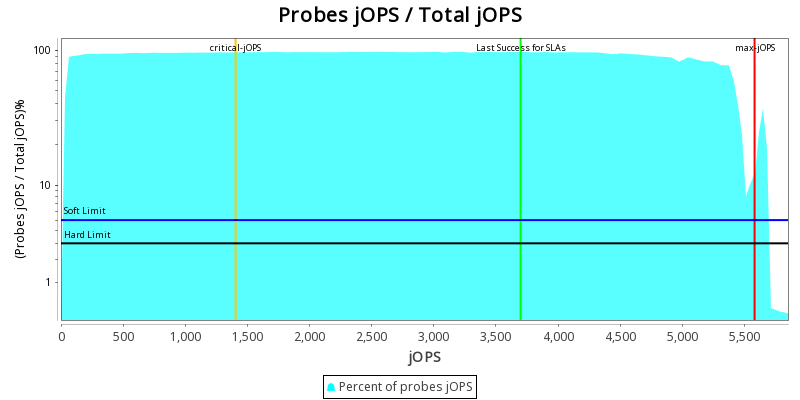 Probes jOPS / Total jOPS
(Probes jOPS / Total jOPS)%
100
10
1
critical-jOPS
Last Success for SLAs
max-jOPS
Soft Limit
Hard Limit
0 500 1,000 1,500 2,000 2,500 3,000 3,500 4,000 4,500 5,000 5,500
jOPS
Percent of probes jOPS